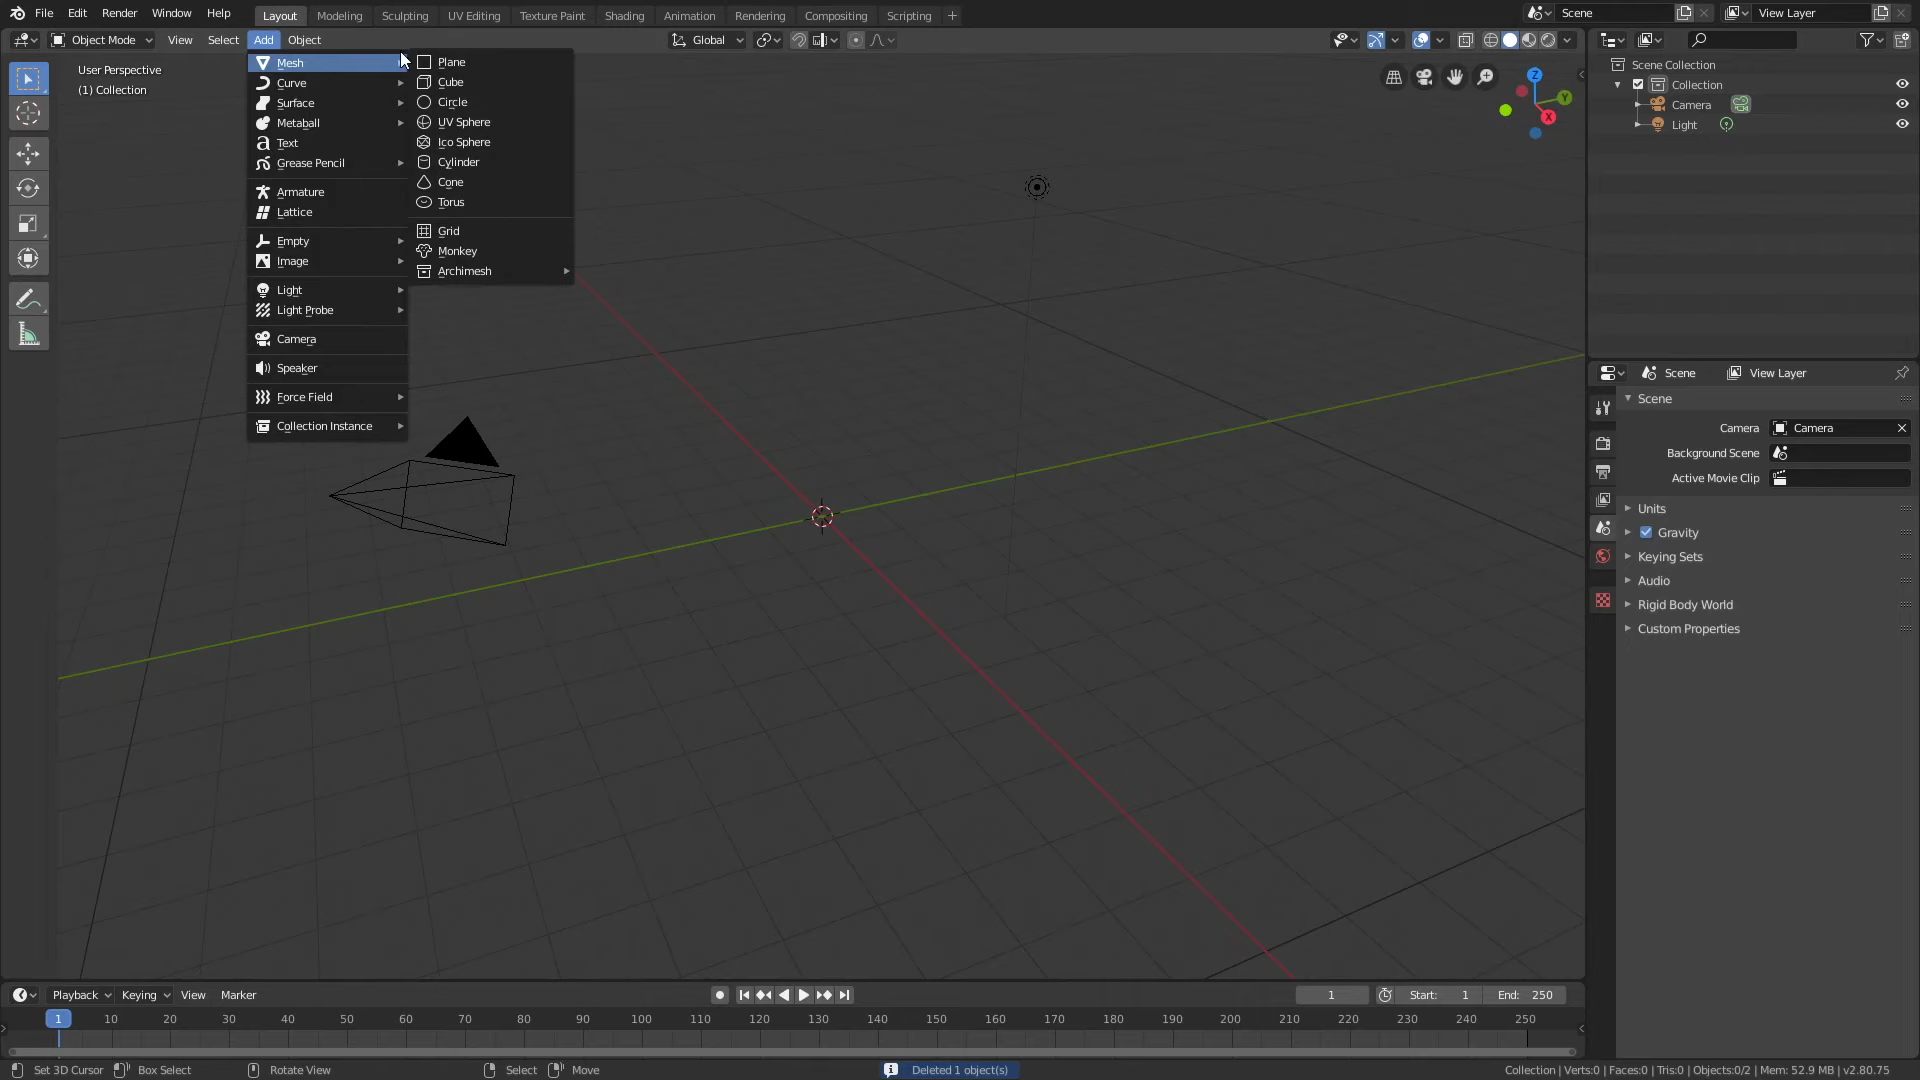 File Edit Render Window Help Layout Modeling Sculpting UV Editing Texture Paint Shading Animation Rendering Compositing Scripting + Scene View Layer
Object Mode View Select Add Object Global
User Perspective
(1) Collection
Mesh
Curve
Surface
Metaball
Text
Grease Pencil
Armature
Lattice
Empty
Image
Light
Light Probe
Camera
Speaker
Force Field
Collection Instance
Plane
Cube
Circle
UV Sphere
Ico Sphere
Cylinder
Cone
Torus
Grid
Monkey
Archimesh
Z
Y
X
Scene Collection
Collection
Camera
Light
Scene View Layer
Scene
Camera Camera
Background Scene
Active Movie Clip
Units
Gravity
Keying Sets
Audio
Rigid Body World
Custom Properties
Playback Keying View Marker 1 Start: 1 End: 250
1 10 20 30 40 50 60 70 80 90 100 110 120 130 140 150 160 170 180 190 200 210 220 230 240 250
Set 3D Cursor Box Select Rotate View Select Move Deleted 1 object(s) Collection | Verts:0 | Faces:0 | Tris:0 | Objects:0/2 | Mem: 52.9 MB | v2.80.75